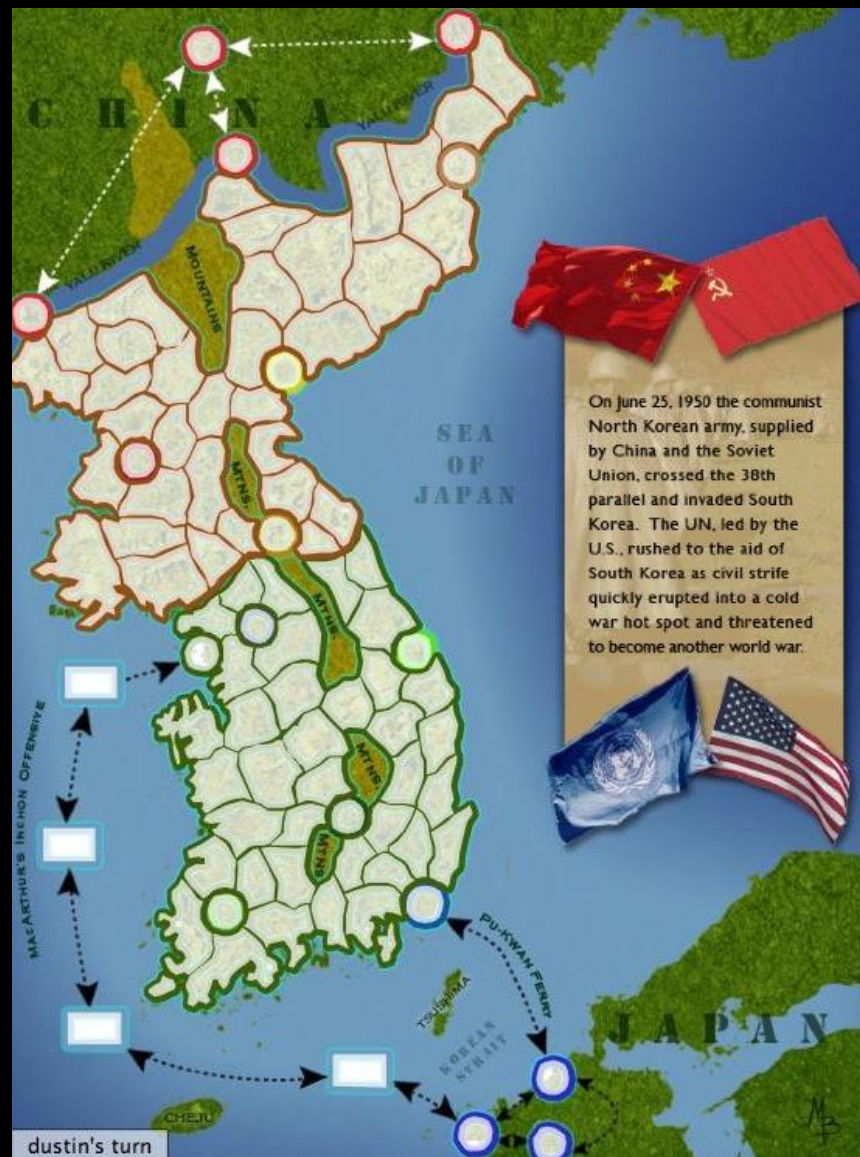 CHINA
YALU RIVER
YALU RIVER
MOUNTAINS
On June 25, 1950 the communist
North Korean army, supplied
by China and the Soviet
Union, crossed the 38th
parallel and invaded South
Korea. The UN, led by the
U.S., rushed to the aid of
South Korea as civil strife
quickly erupted into a cold
war hot spot and threatened
to become another world war.
SEA
OF
JAPAN
MTNS.
MTNS.
MTNS.
MTNS
MACARTHUR'S INCHON OFFENSIVE
PU-KWAN FERRY
TSUSHIMA
KOREAN
STRAIT
JAPAN
CHEJU
MB
dustin's turn